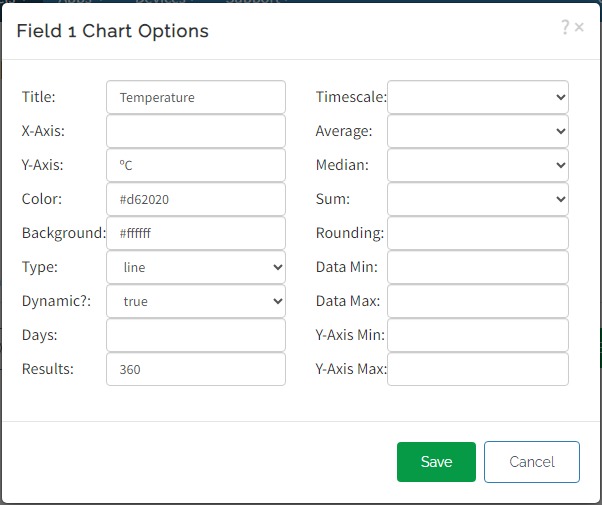 Field 1 Chart Options
? ×
Title: Temperature
X-Axis:
Y-Axis: °C
Color: #d62020
Background: #ffffff
Type: line
Dynamic?: true
Days:
Results: 360
Timescale:
Average:
Median:
Sum:
Rounding:
Data Min:
Data Max:
Y-Axis Min:
Y-Axis Max:
Save
Cancel